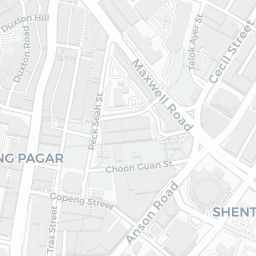 Duxton Hill
Duxton Road
Peck Seah St.
Maxwell Road
Telok Ayer St.
Cecil Street
NG PAGAR
Choon Guan St.
Copeng Street
Tras Street
Anson Road
SHENT